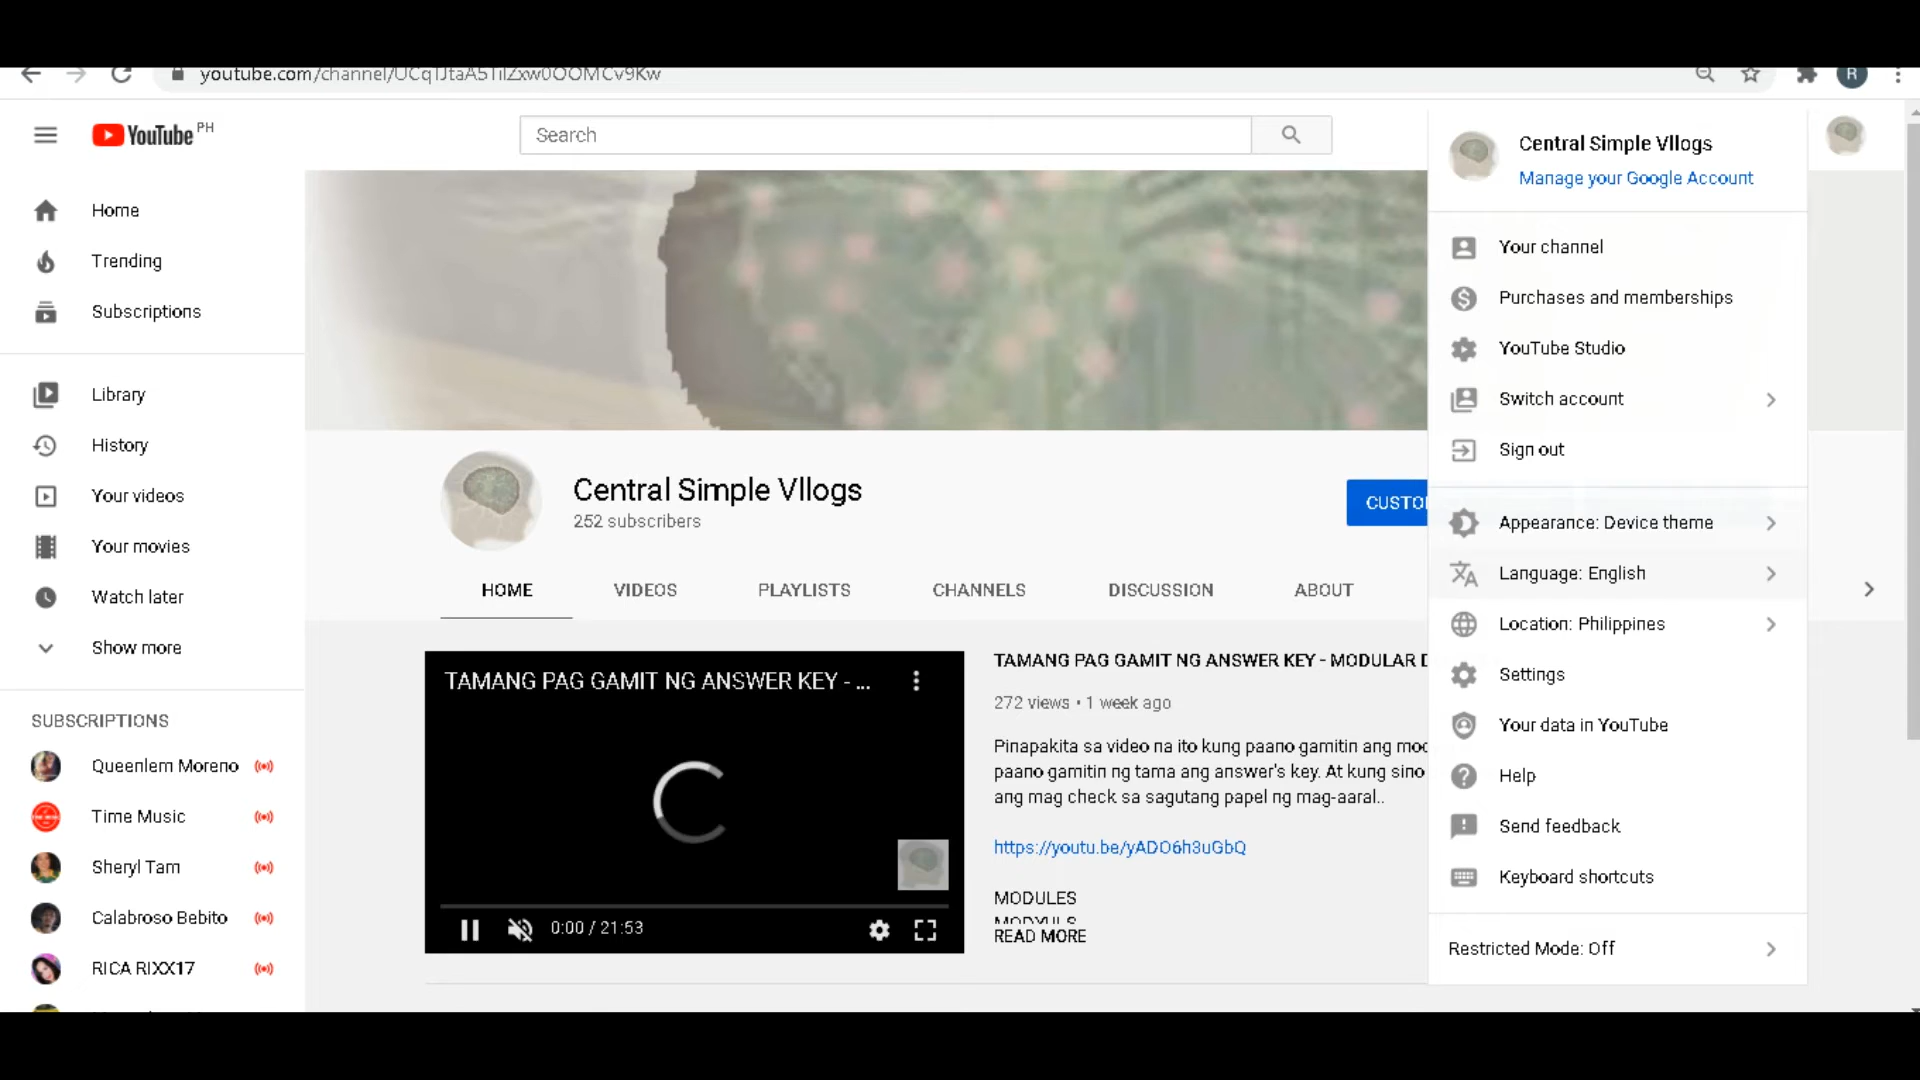 R
YouTube PH
Search
Home
Trending
Subscriptions
Library
History
Your videos
Your movies
Watch later
Show more
SUBSCRIPTIONS
Queenlem Moreno
Time Music
Sheryl Tam
Calabroso Bebito
RICA RIXX17
Central Simple Vllogs
252 subscribers
HOME
VIDEOS
PLAYLISTS
CHANNELS
DISCUSSION
ABOUT
TAMANG PAG GAMIT NG ANSWER KEY - ...
0:00 / 21:53
TAMANG PAG GAMIT NG ANSWER KEY - MODULAR
272 views • 1 week ago
Pinapakita sa video na ito kung paano gamitin ang
paano gamitin ng tama ang answer's key. At kung sino
ang mag check sa sagutang papel ng mag-aaral..
https://youtu.be/yADO6h3uGbQ
MODULES
READ MORE
Central Simple Vllogs
Manage your Google Account
Your channel
Purchases and memberships
YouTube Studio
Switch account
Sign out
Appearance: Device theme
Language: English
Location: Philippines
Settings
Your data in YouTube
Help
Send feedback
Keyboard shortcuts
Restricted Mode: Off